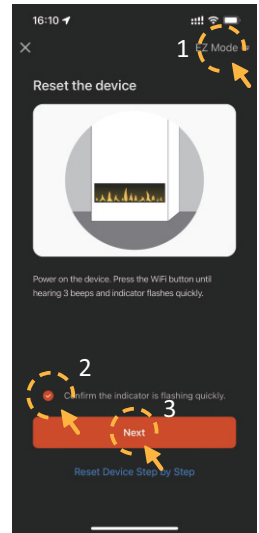 16:10
1
EZ Mode
Reset the device
Power on the device. Press the WiFi button until
hearing 3 beeps and indicator flashes quickly.
2
Confirm the indicator is flashing quickly.
3
Next
Reset Device Step by Step